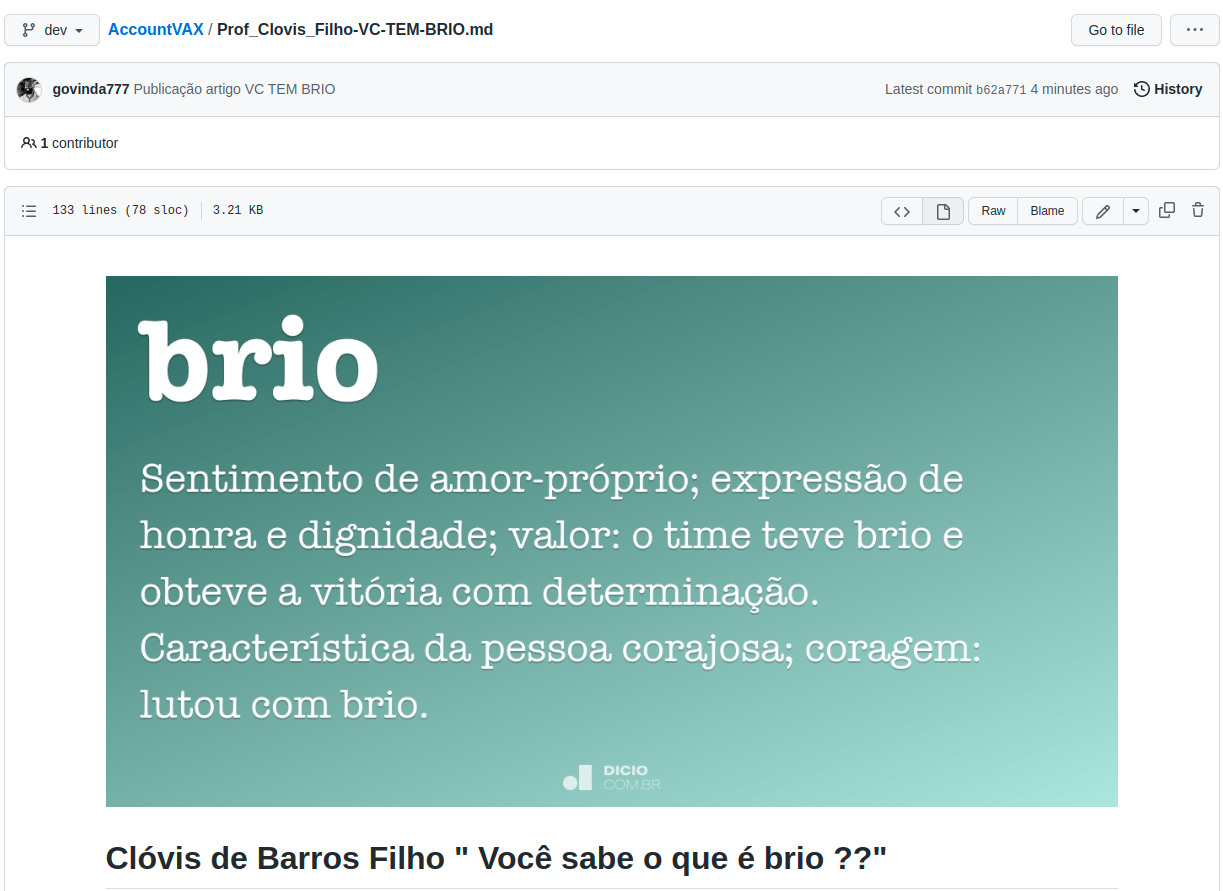 dev AccountVAX / Prof_Clovis_Filho-VC-TEM-BRIO.md Go to file ...
govinda777 Publicação artigo VC TEM BRIO Latest commit b62a771 4 minutes ago History
1 contributor
133 lines (78 sloc) 3.21 KB <> Raw Blame
brio
Sentimento de amor-próprio; expressão de
honra e dignidade; valor: o time teve brio e
obteve a vitória com determinação.
Característica da pessoa corajosa; coragem:
lutou com brio.
DICIO
.COM.BR
Clóvis de Barros Filho " Você sabe o que é brio ??"